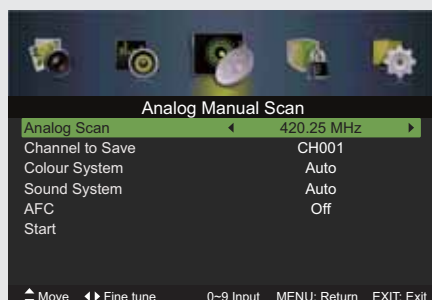 Analog Manual Scan
Analog Scan 420.25 MHz
Channel to Save CH001
Colour System Auto
Sound System Auto
AFC Off
Start
Move Fine tune 0~9 Input MENU: Return EXIT: Exit